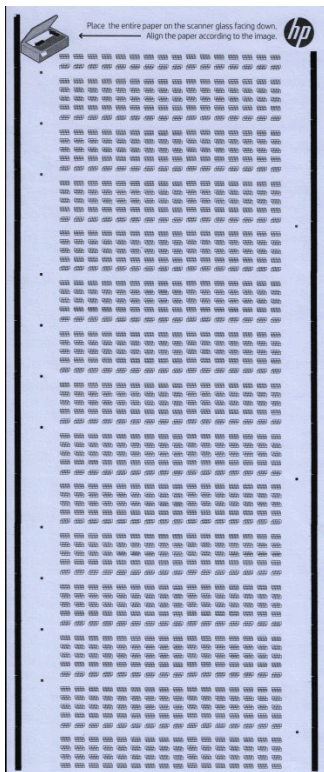 Place the entire paper on the scanner glass facing down.
Align the paper according to the image.
hp